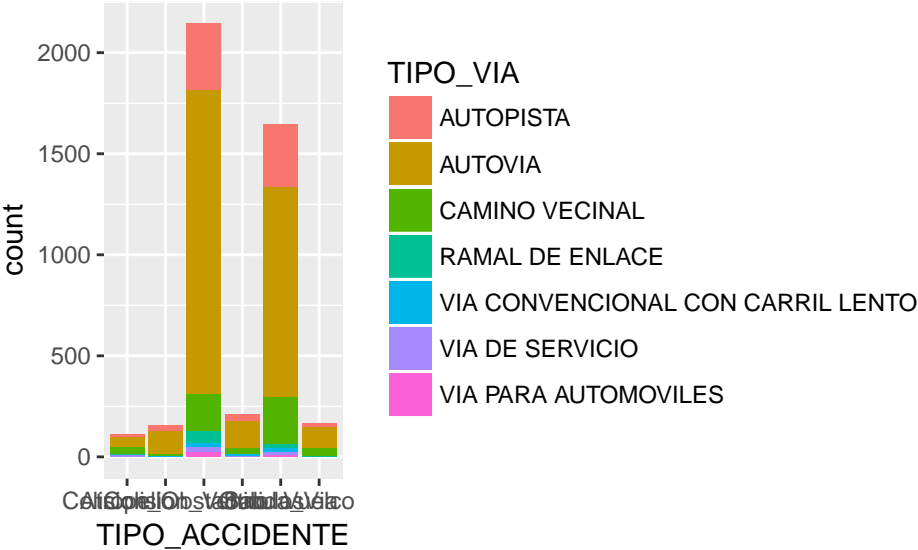 TIPO_VIA
AUTOPISTA
AUTOVIA
CAMINO VECINAL
RAMAL DE ENLACE
VIA CONVENCIONAL CON CARRIL LENTO
VIA DE SERVICIO
VIA PARA AUTOMOVILES
count
2000
1500
1000
500
0
TIPO_ACCIDENTE